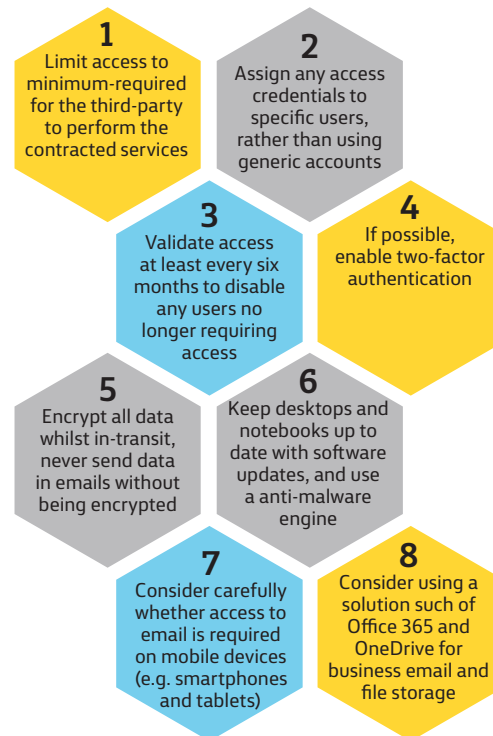 1
Limit access to
minimum-required
for the third-party
to perform the
contracted services
2
Assign any access
credentials to
specific users,
rather than using
generic accounts
3
Validate access
at least every six
months to disable
any users no
longer requiring
access
4
If possible,
enable two-factor
authentication
5
Encrypt all data
whilst in-transit,
never send data
in emails without
being encrypted
6
Keep desktops and
notebooks up to
date with software
updates, and use
a anti-malware
engine
7
Consider carefully
whether access to
email is required
on mobile devices
(e.g. smartphones
and tablets)
8
Consider using a
solution such of
Office 365 and
OneDrive for
business email and
file storage